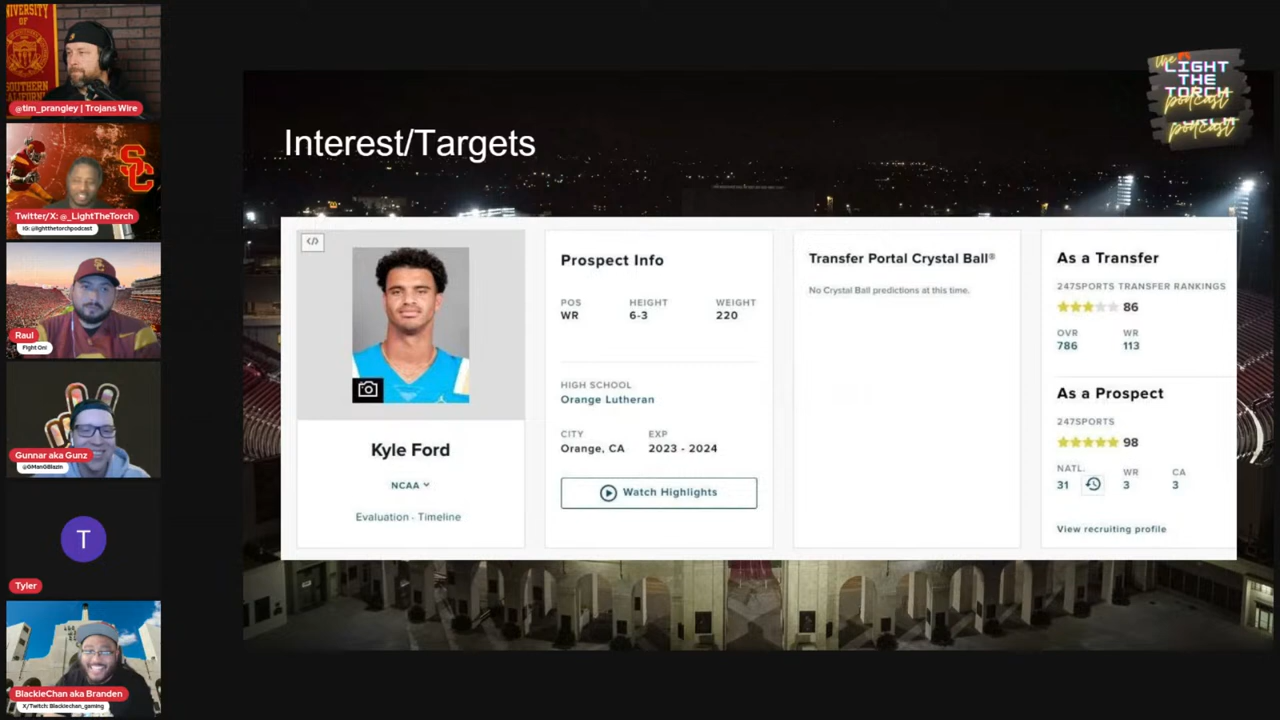 UNIVERSITY
OF
SOUTHERN
@tim_prangley | Trojans Wire
SC
Twitter/X: @_LightTheTorch
IG: @lightthetorchpodcast
Raul
Fight On!
Gunnar aka Gunz
@GManGBlazin
T
Tyler
BlackieChan aka Branden
X/Twitch: Blackiechan_gaming
the
LIGHT
THE
TORCH
podcast
podcast
Interest/Targets
</>
Kyle Ford
NCAA
Evaluation · Timeline
Prospect Info
POS HEIGHT WEIGHT
WR 6-3 220
HIGH SCHOOL
Orange Lutheran
CITY EXP
Orange, CA 2023 - 2024
Watch Highlights
Transfer Portal Crystal Ball®
No Crystal Ball predictions at this time.
As a Transfer
247SPORTS TRANSFER RANKINGS
86
OVR WR
786 113
As a Prospect
247SPORTS
98
NATL. WR CA
31 3 3
View recruiting profile